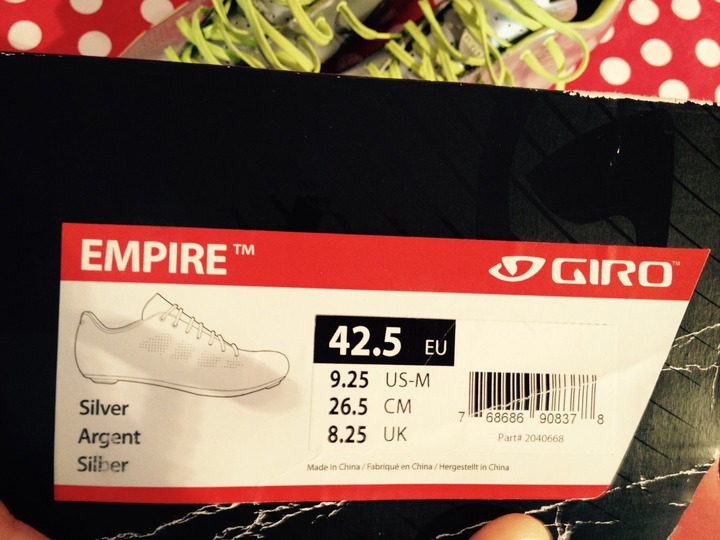 EMPIRE™
GIRO™
42.5 EU
9.25 US-M
26.5 CM
8.25 UK
Silver
Argent
Silber
7 68686 90837 8
Part# 2040668
Made in China / Fabriqué en China / Hergestellt in China